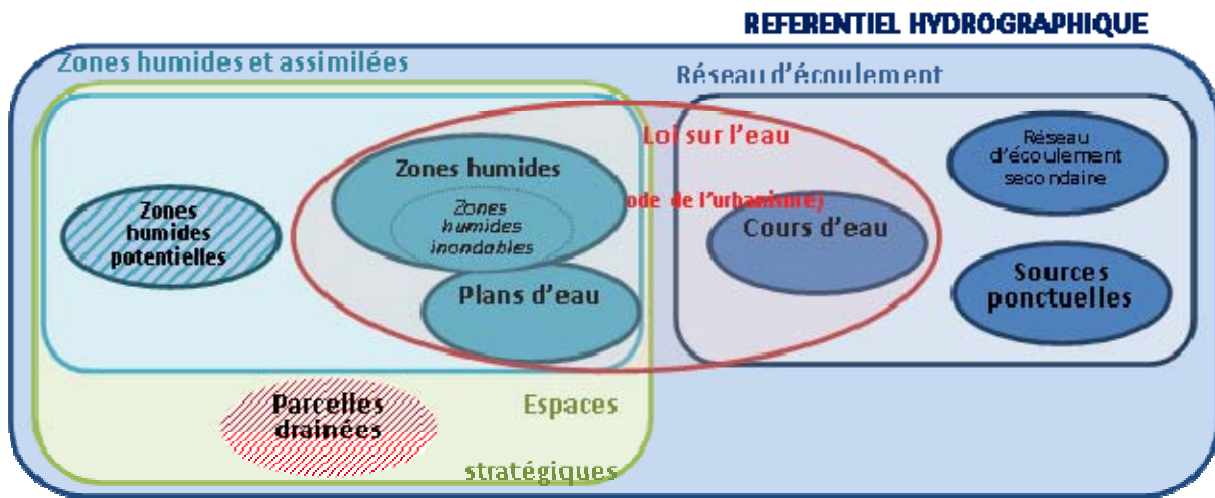 REFERENTIEL HYDROGRAPHIQUE
Zones humides et assimilées
Réseau d'écoulement
Loi sur l'eau
ode de l'urbanisme)
Zones humides
Zones
humides
inondables
Plans d'eau
Zones
humides
potentielles
Cours d'eau
Réseau
d'écoulement
secondaire
Sources
ponctuelles
Parcelles
drainées
Espaces
stratégiques